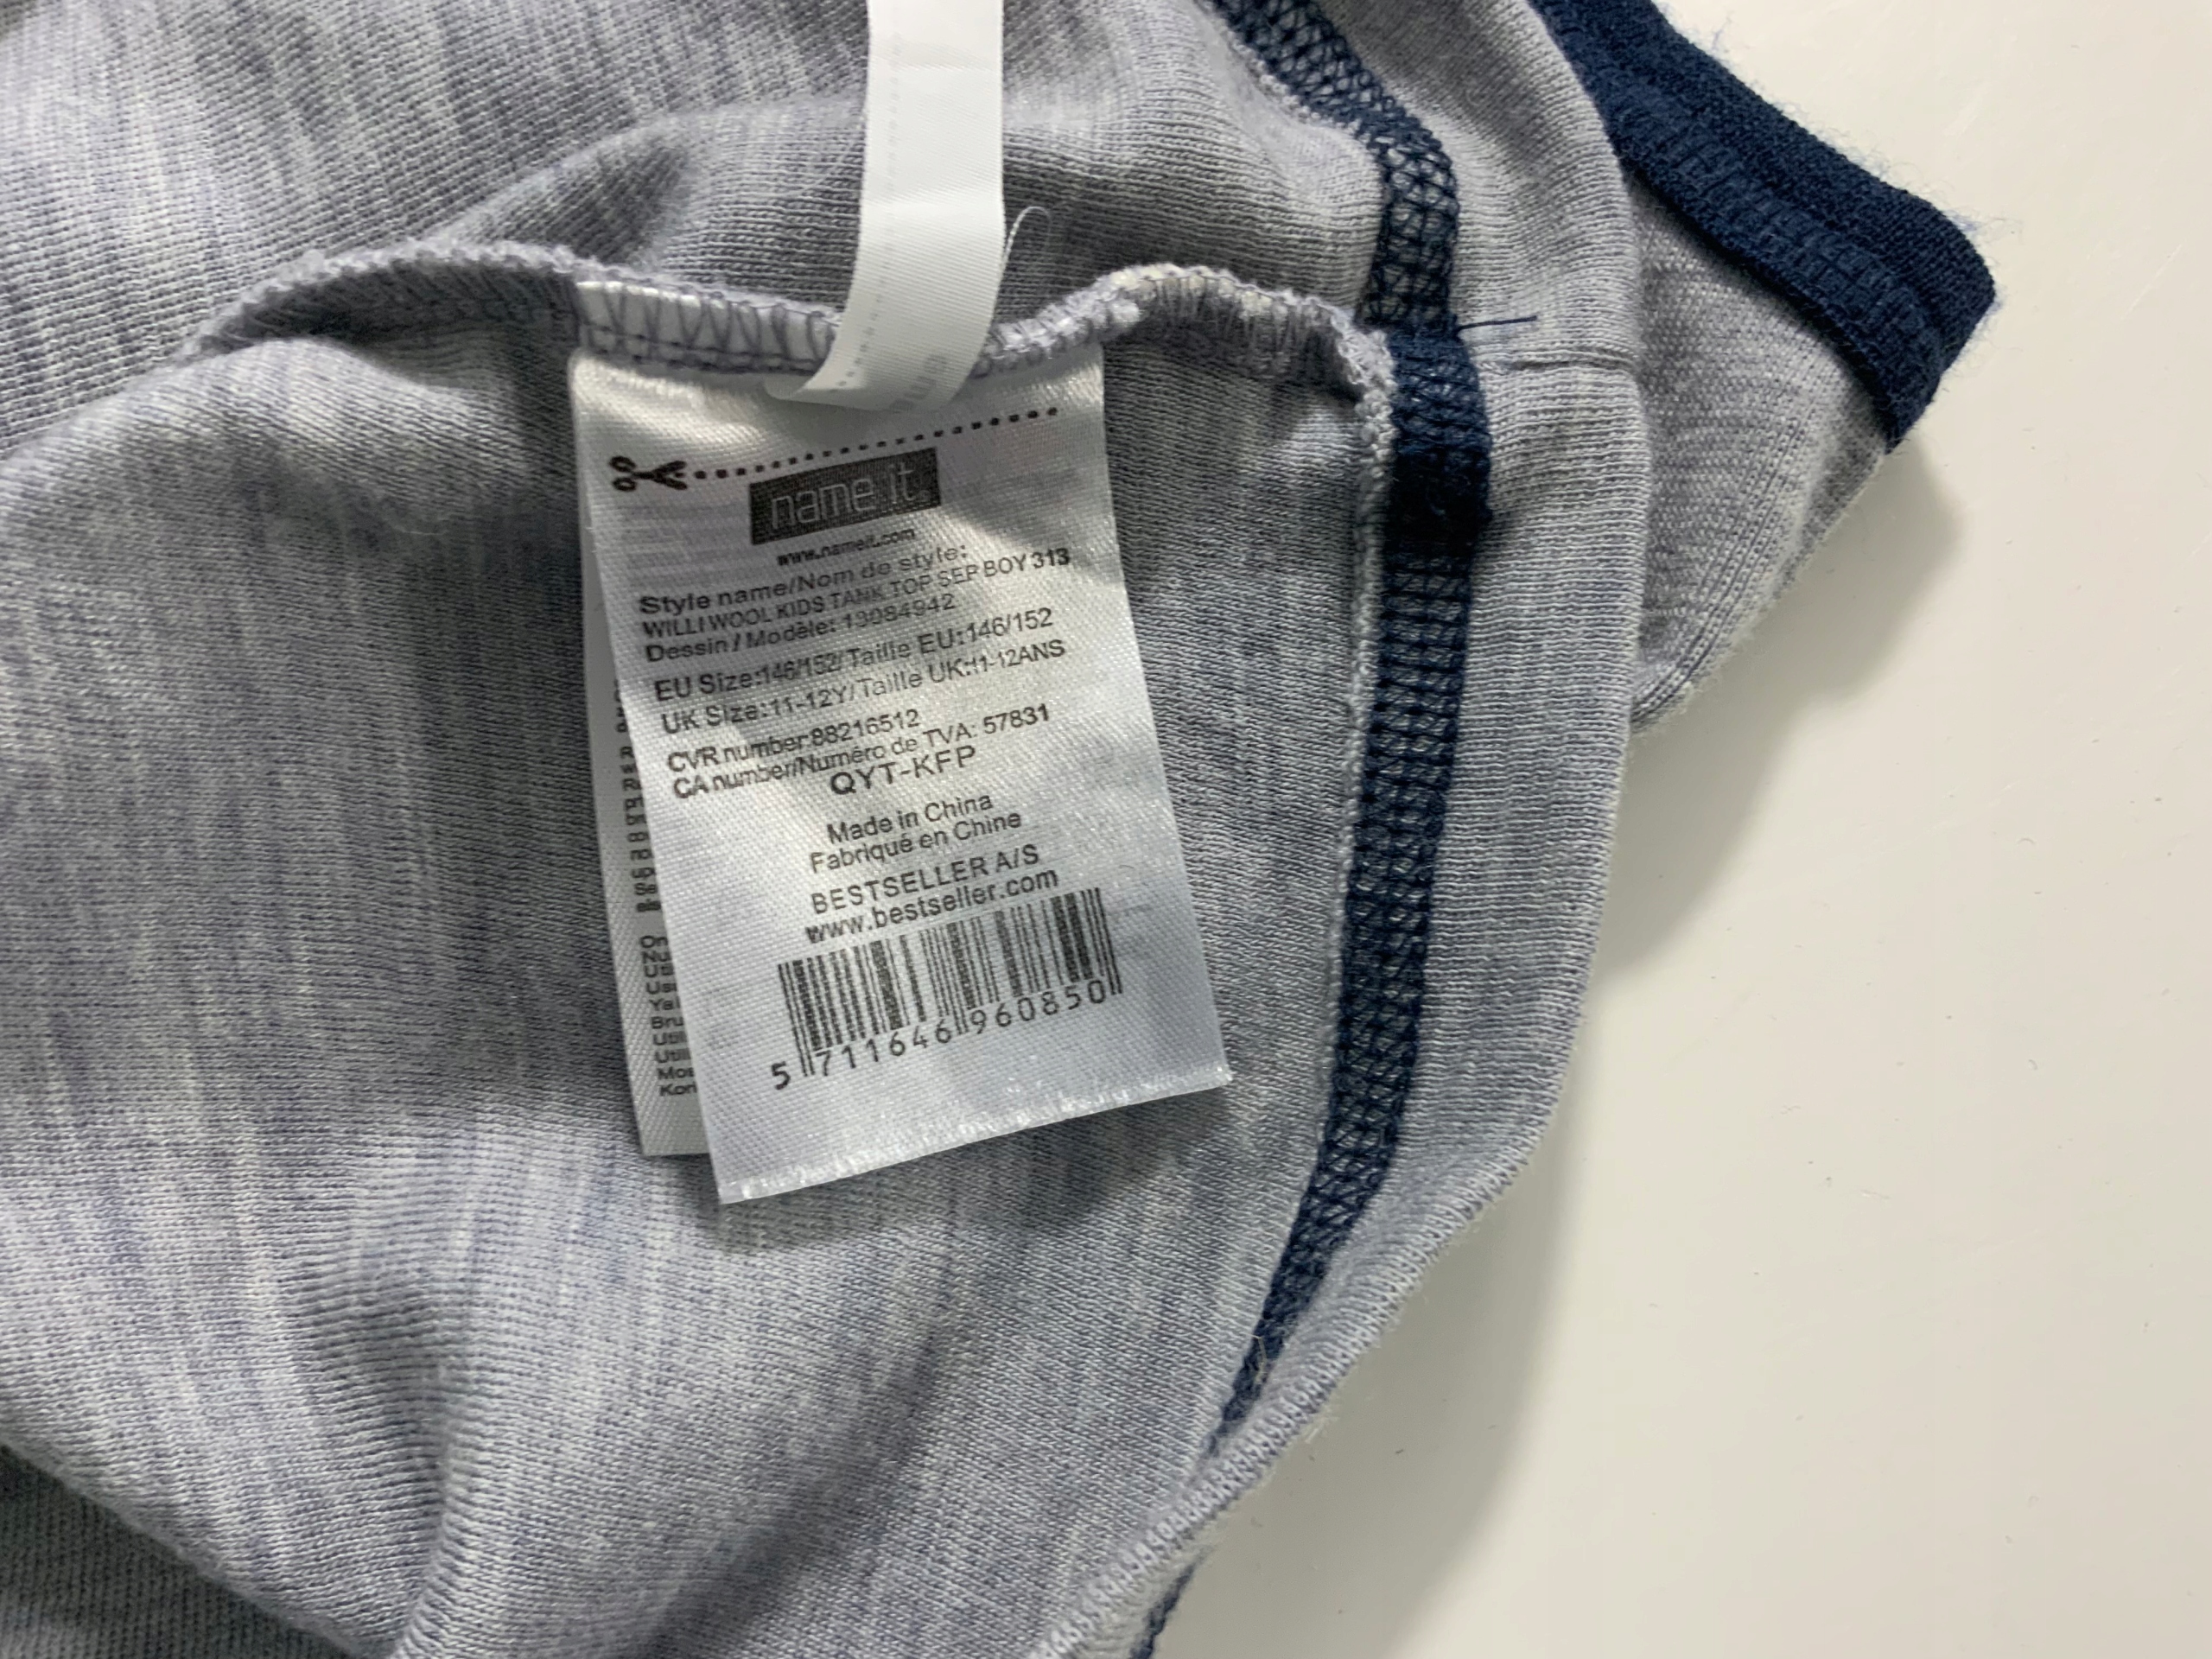 name it
www.nameit.com
Style name/Nom de style:
WILLI WOOL KIDS TANK TOP SEP BOY 313
Dessin / Modèle: 13084942
EU Size:146/152/Taille EU:146/152
UK Size:11-12Y/Taille UK:11-12ANS
CVR number:88216512
CA number/Numéro de TVA: 57831
QYT-KFP
Made in China
Fabriqué en Chine
BESTSELLER A/S
www.bestseller.com
5 711646 960850